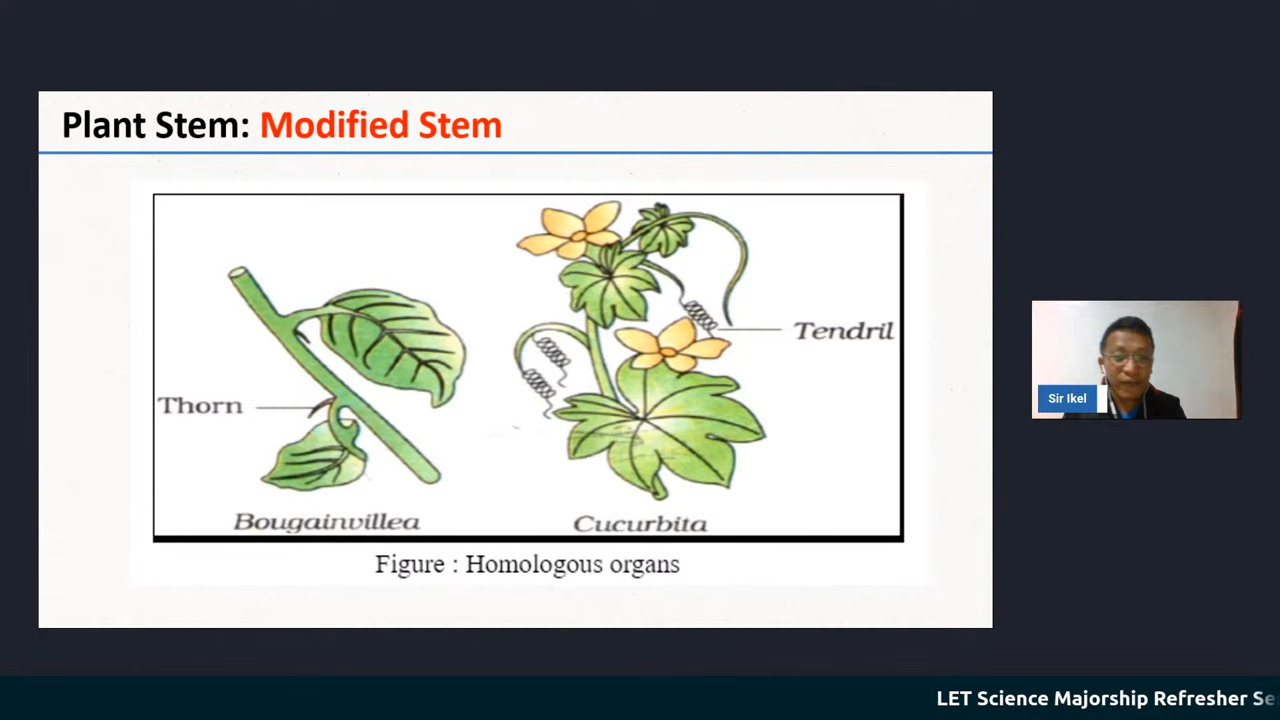 Plant Stem: Modified Stem
Tendril
Thorn
Bougainvillea
Cucurbita
Figure : Homologous organs
Sir Ikel
LET Science Majorship Refresher Se